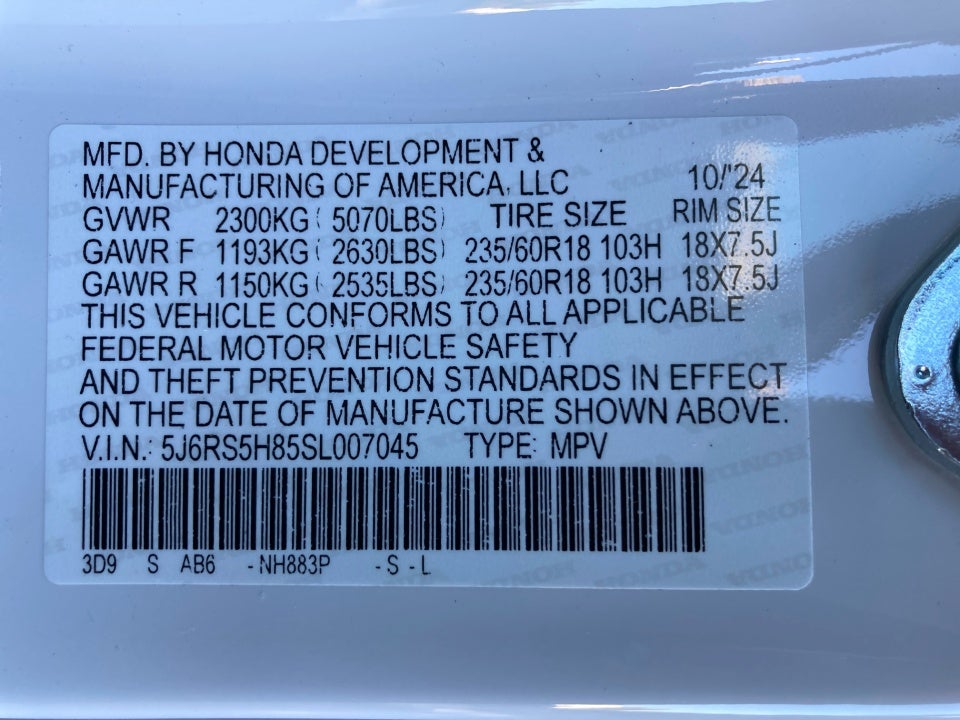 MFD. BY HONDA DEVELOPMENT &
MANUFACTURING OF AMERICA, LLC 10/'24
GVWR 2300KG ( 5070LBS) TIRE SIZE RIM SIZE
GAWR F 1193KG ( 2630LBS) 235/60R18 103H 18X7.5J
GAWR R 1150KG ( 2535LBS) 235/60R18 103H 18X7.5J
THIS VEHICLE CONFORMS TO ALL APPLICABLE
FEDERAL MOTOR VEHICLE SAFETY
AND THEFT PREVENTION STANDARDS IN EFFECT
ON THE DATE OF MANUFACTURE SHOWN ABOVE.
V.I.N.: 5J6RS5H85SL007045 TYPE: MPV
3D9 S AB6 -NH883P -S -L